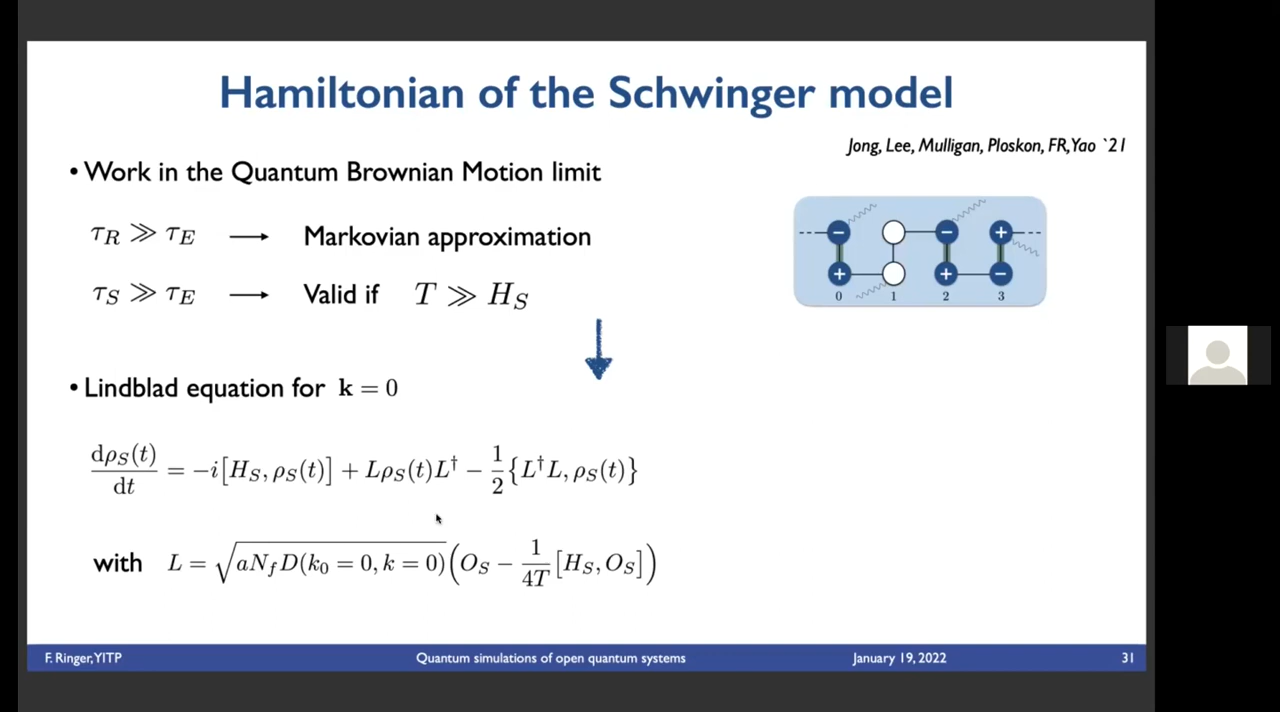 Hamiltonian of the Schwinger model
Jong, Lee, Mulligan, Ploskon, FR, Yao `21
• Work in the Quantum Brownian Motion limit
τ_R ≫ τ_E ⟶ Markovian approximation
τ_S ≫ τ_E ⟶ Valid if T ≫ H_S
− − +
+ + −
0 1 2 3
• Lindblad equation for k = 0
dρ_S(t)/dt = −i[H_S, ρ_S(t)] + Lρ_S(t)L† − 1/2 {L†L, ρ_S(t)}
with L = √(aN_f D(k_0 = 0, k = 0)) (O_S − 1/4T [H_S, O_S])
F. Ringer, YITP Quantum simulations of open quantum systems January 19, 2022 31